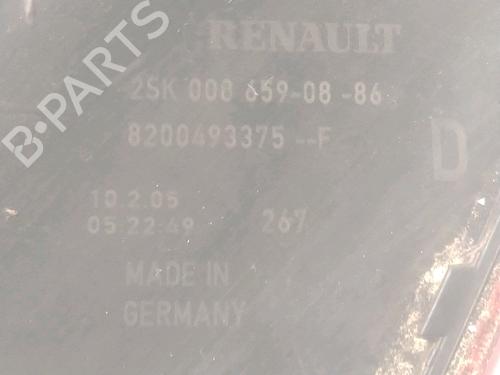 B-PARTS
RENAULT
2SK 008 659-08 -86
8200493375 --F
D
10.2.05
05:22:49 267
MADE IN
GERMANY